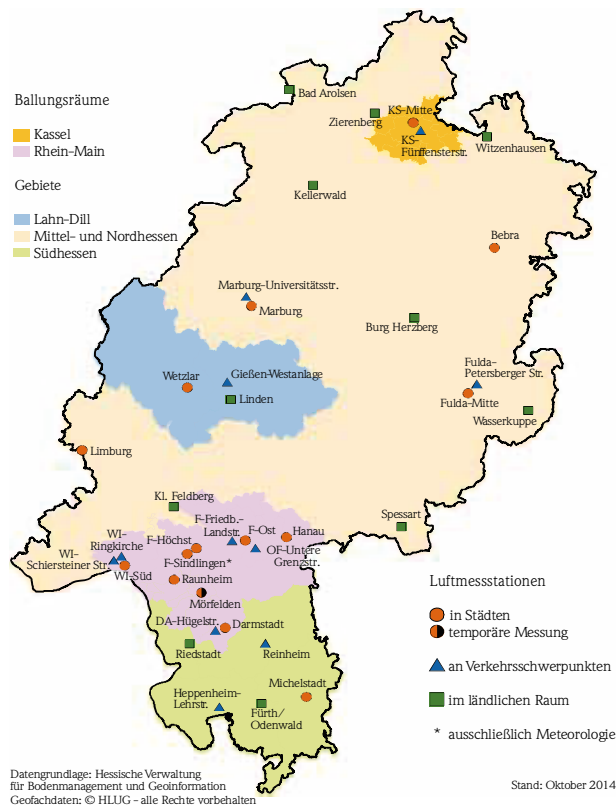 Ballungsräume
Kassel
Rhein-Main
Gebiete
Lahn-Dill
Mittel- und Nordhessen
Südhessen
Bad Arolsen
Zierenberg
KS-Mitte
KS-
Fünffensterstr.
Witzenhausen
Kellerwald
Bebra
Marburg-Universitätsstr.
Marburg
Burg Herzberg
Wetzlar
Gießen-Westanlage
Linden
Fulda-
Petersberger Str.
Fulda-Mitte
Wasserkuppe
Limburg
Kl. Feldberg
Spessart
F-Friedb.-
Landstr.
F-Ost
Hanau
F-Höchst
WI-
Ringkirche
WI-
Schiersteiner Str.
WI-Süd
F-Sindlingen*
OF-Untere
Grenzstr.
Raunheim
Mörfelden
DA-Hügelstr.
Darmstadt
Riedstadt
Reinheim
Michelstadt
Heppenheim-
Lehrstr.
Fürth/
Odenwald
Luftmessstationen
in Städten
temporäre Messung
an Verkehrsschwerpunkten
im ländlichen Raum
* ausschließlich Meteorologie
Datengrundlage: Hessische Verwaltung
für Bodenmanagement und Geoinformation
Geofachdaten: © HLUG - alle Rechte vorbehalten
Stand: Oktober 2014